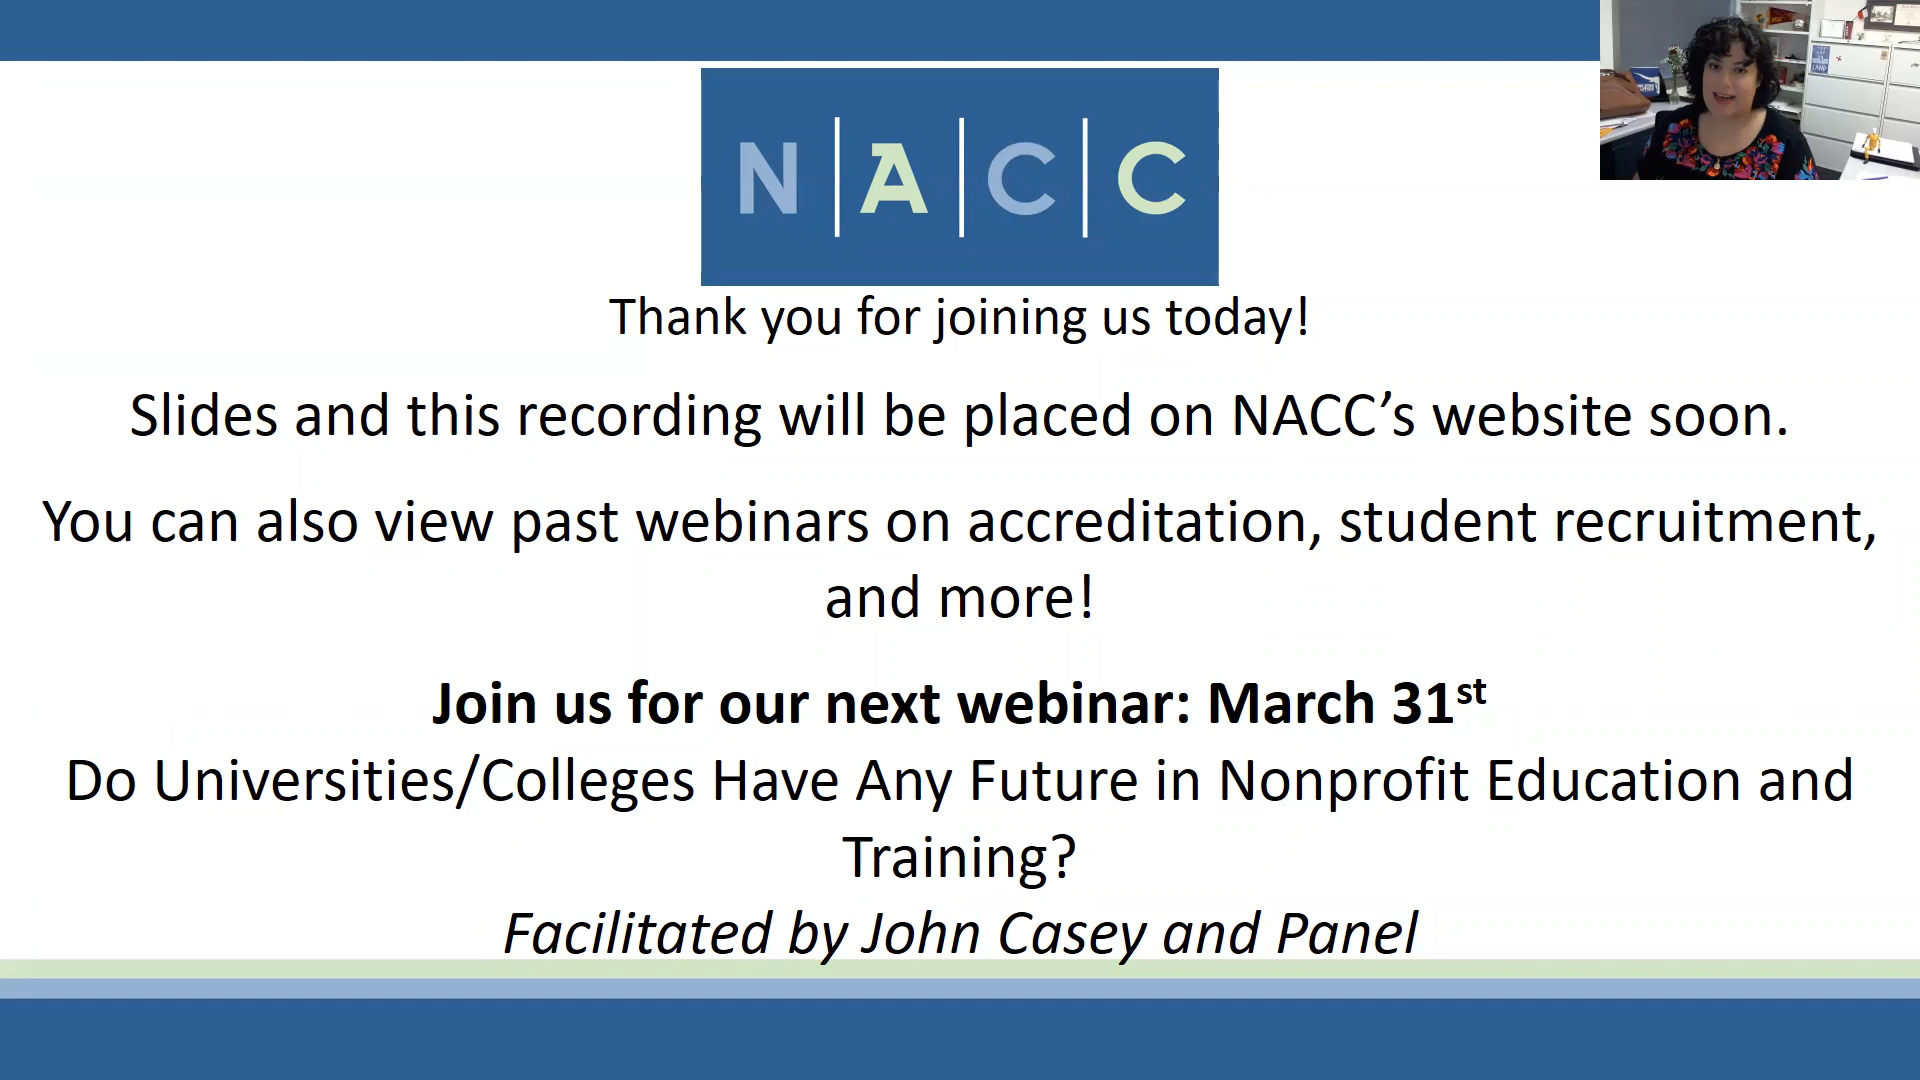 N A C C
Thank you for joining us today!
Slides and this recording will be placed on NACC’s website soon.
You can also view past webinars on accreditation, student recruitment,
and more!
Join us for our next webinar: March 31st
Do Universities/Colleges Have Any Future in Nonprofit Education and
Training?
Facilitated by John Casey and Panel